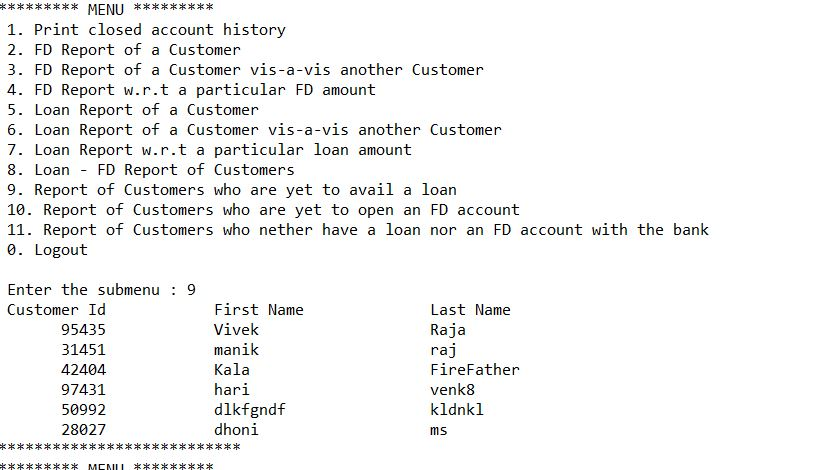 ********* MENU *********
1. Print closed account history
2. FD Report of a Customer
3. FD Report of a Customer vis-a-vis another Customer
4. FD Report w.r.t a particular FD amount
5. Loan Report of a Customer
6. Loan Report of a Customer vis-a-vis another Customer
7. Loan Report w.r.t a particular loan amount
8. Loan - FD Report of Customers
9. Report of Customers who are yet to avail a loan
10. Report of Customers who are yet to open an FD account
11. Report of Customers who nether have a loan nor an FD account with the bank
0. Logout
Enter the submenu : 9
Customer Id First Name Last Name
95435 Vivek Raja
31451 manik raj
42404 Kala FireFather
97431 hari venk8
50992 dlkfgndf kldnkl
28027 dhoni ms
***************************
********* MENU *********